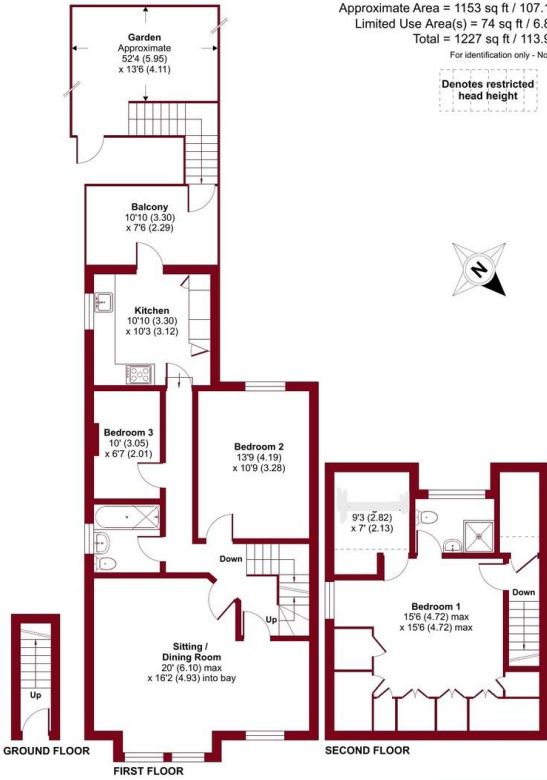 Approximate Area = 1153 sq ft / 107.1
Limited Use Area(s) = 74 sq ft / 6.8
Total = 1227 sq ft / 113.9
For identification only - No
Denotes restricted
head height
Garden
Approximate
52'4 (5.95)
x 13'6 (4.11)
Balcony
10'10 (3.30)
x 7'6 (2.29)
N
Kitchen
10'10 (3.30)
x 10'3 (3.12)
Bedroom 3
10' (3.05)
x 6'7 (2.01)
Bedroom 2
13'9 (4.19)
x 10'9 (3.28)
9'3 (2.82)
x 7' (2.13)
Down
Up
Down
Bedroom 1
15'6 (4.72) max
x 15'6 (4.72) max
Sitting /
Dining Room
20' (6.10) max
x 16'2 (4.93) into bay
Up
GROUND FLOOR
FIRST FLOOR
SECOND FLOOR